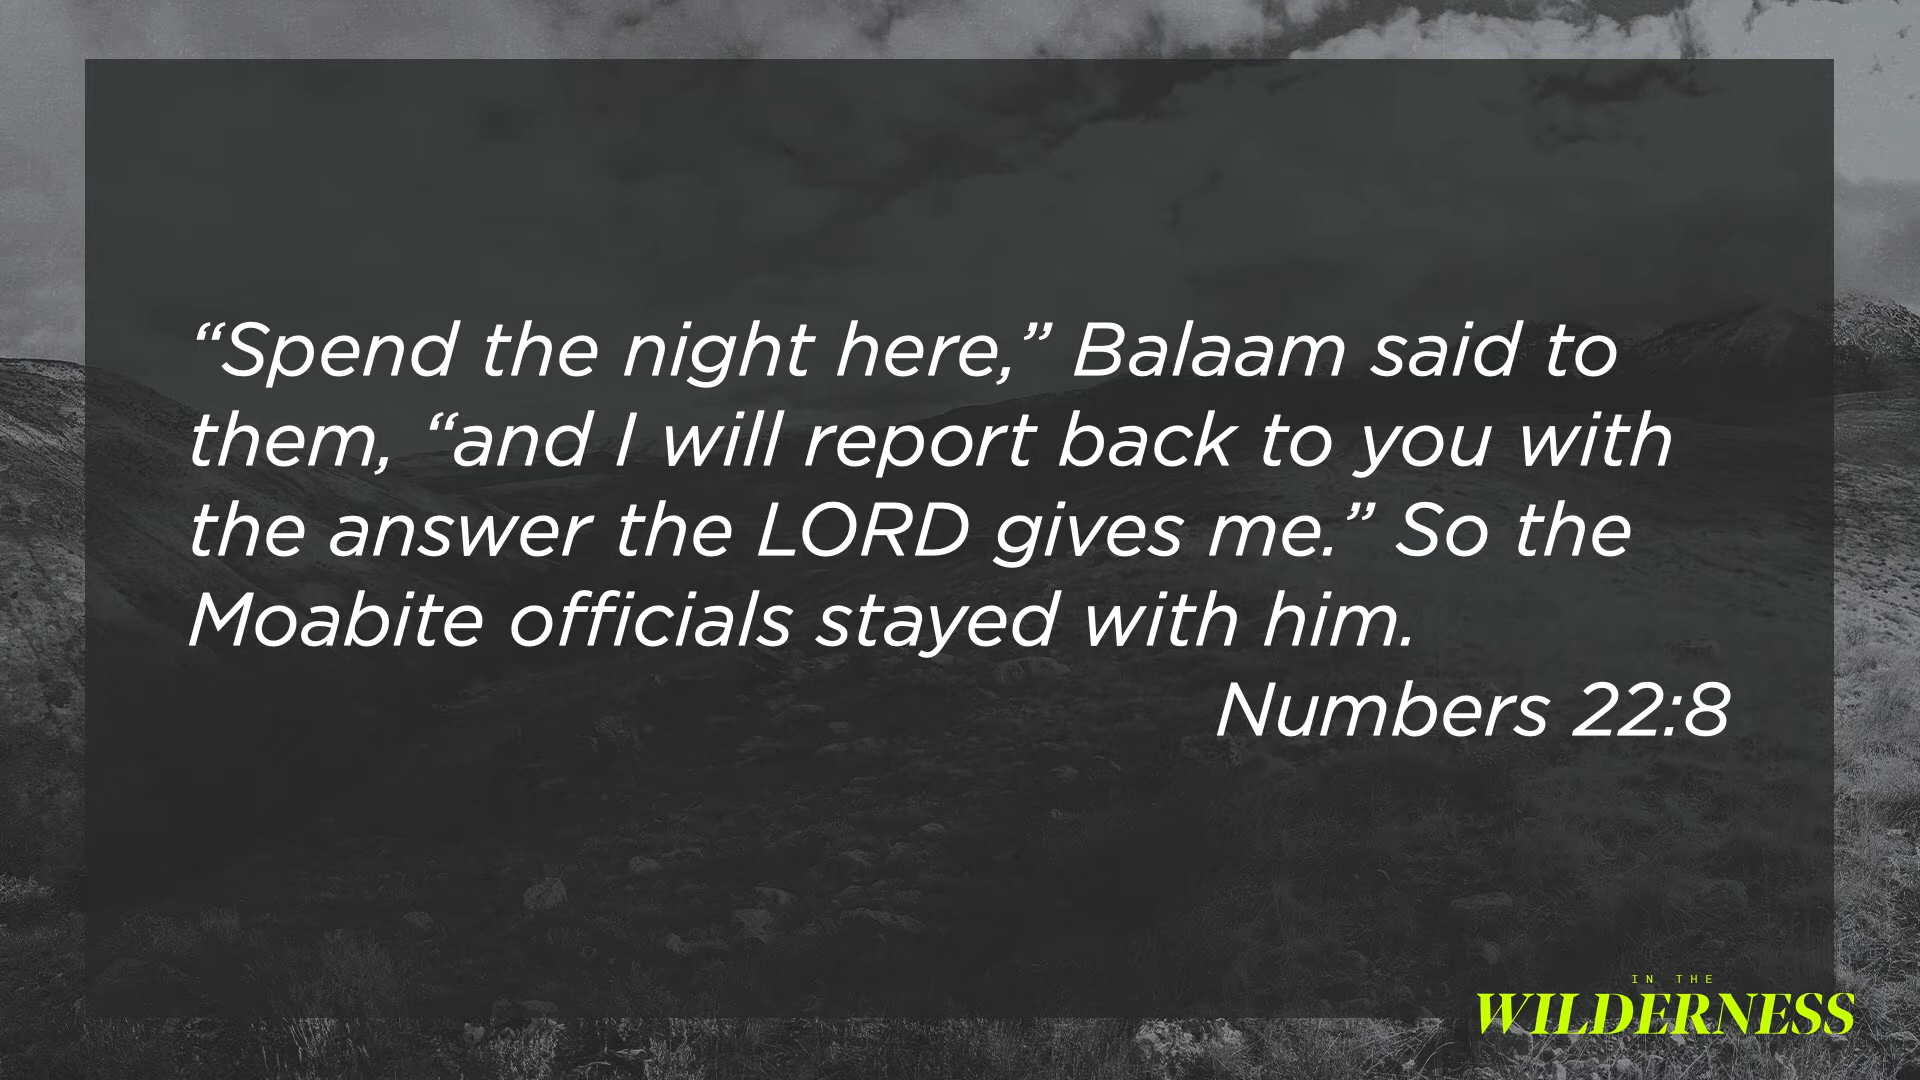 “Spend the night here,” Balaam said to
them, “and I will report back to you with
the answer the LORD gives me.” So the
Moabite officials stayed with him.
Numbers 22:8
IN THE
WILDERNESS